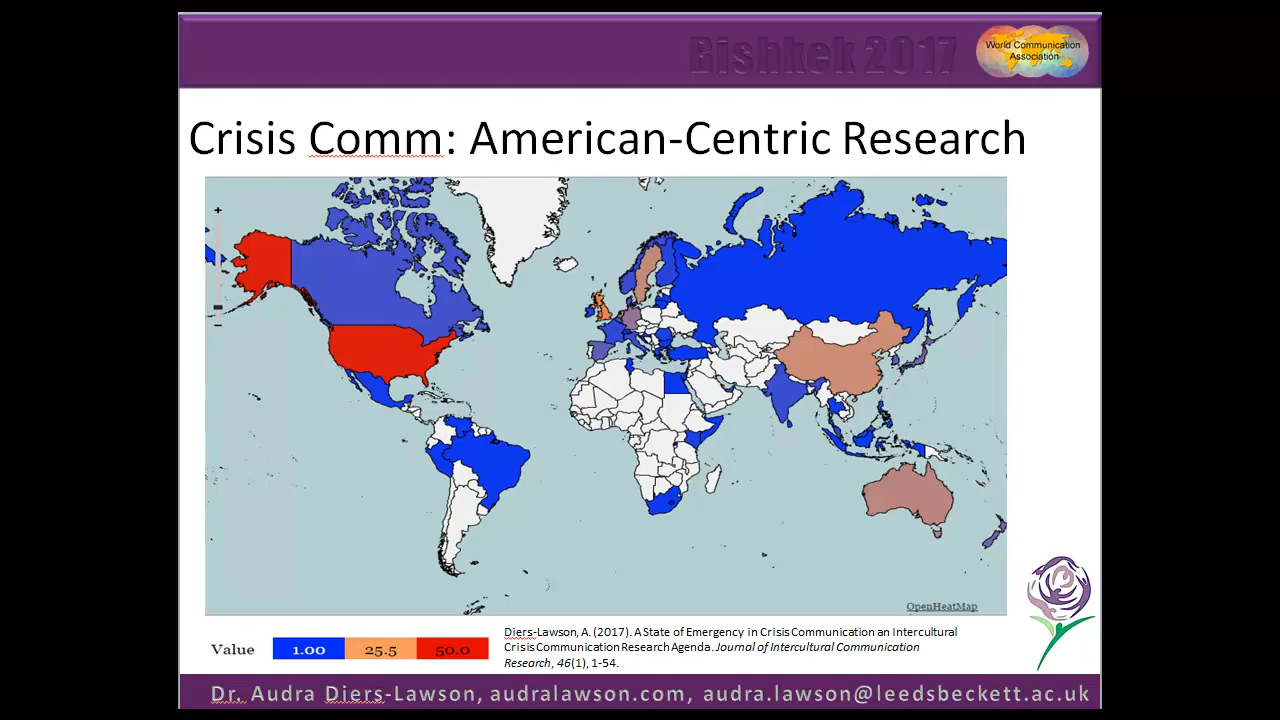 Bishkek 2017
World Communication
Association
Crisis Comm: American-Centric Research
+
−
OpenHeatMap
Value 1.00 25.5 50.0
Diers-Lawson, A. (2017). A State of Emergency in Crisis Communication an Intercultural
Crisis Communication Research Agenda. Journal of Intercultural Communication
Research, 46(1), 1-54.
Dr. Audra Diers-Lawson, audralawson.com, audra.lawson@leedsbeckett.ac.uk